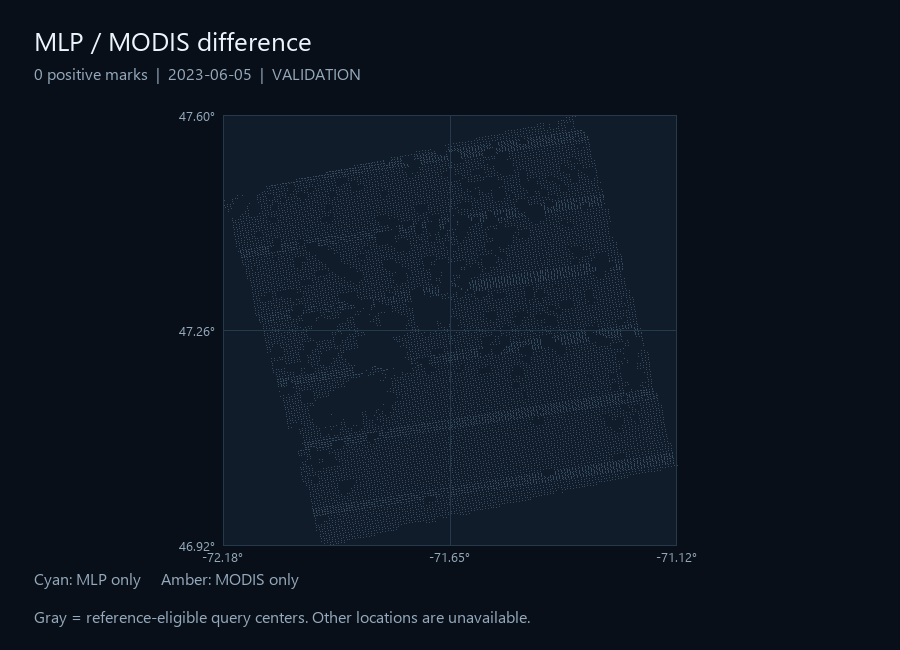 MLP / MODIS difference
0 positive marks | 2023-06-05 | VALIDATION
47.60°
47.26°
46.92°
-72.18° -71.65° -71.12°
Cyan: MLP only Amber: MODIS only
Gray = reference-eligible query centers. Other locations are unavailable.